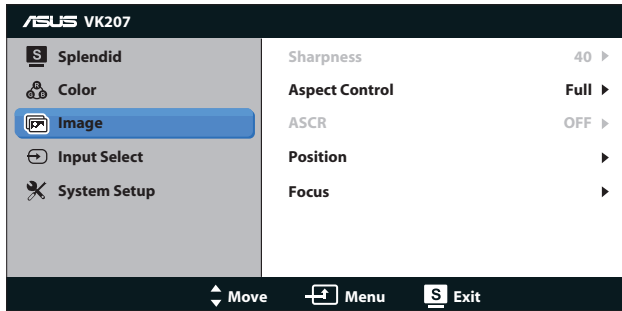 ASUS VK207
S Splendid
Color
Image
Input Select
System Setup
Sharpness 40
Aspect Control Full
ASCR OFF
Position
Focus
Move Menu S Exit